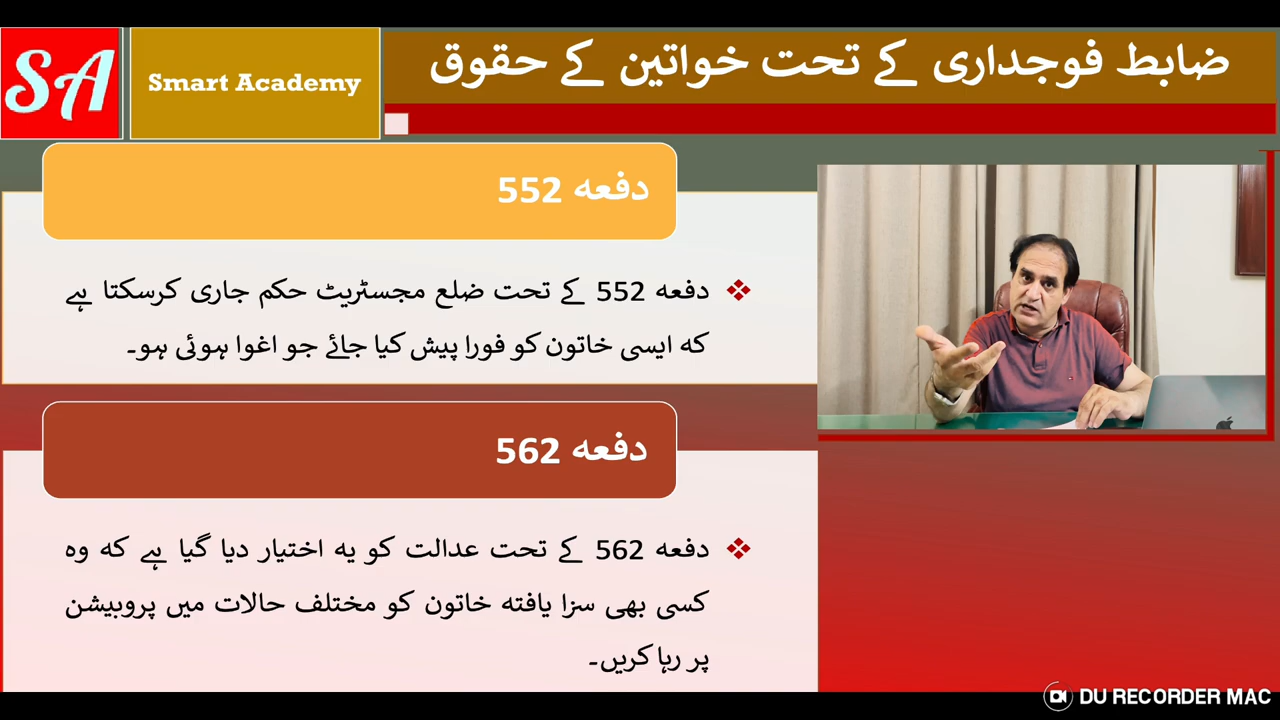 SA
Smart Academy
ضابط فوجداری کے تحت خواتین کے حقوق
دفعہ 552
دفعہ 552 کے تحت ضلع مجسٹریٹ حکم جاری کرسکتا ہے
کہ ایسی خاتون کو فورا پیش کیا جائے جو اغوا ہوئی ہو۔
دفعہ 562
دفعہ 562 کے تحت عدالت کو یہ اختیار دیا گیا ہے کہ وہ
کسی بھی سزا یافتہ خاتون کو مختلف حالات میں پروبیشن
پر رہا کریں۔
DU RECORDER MAC